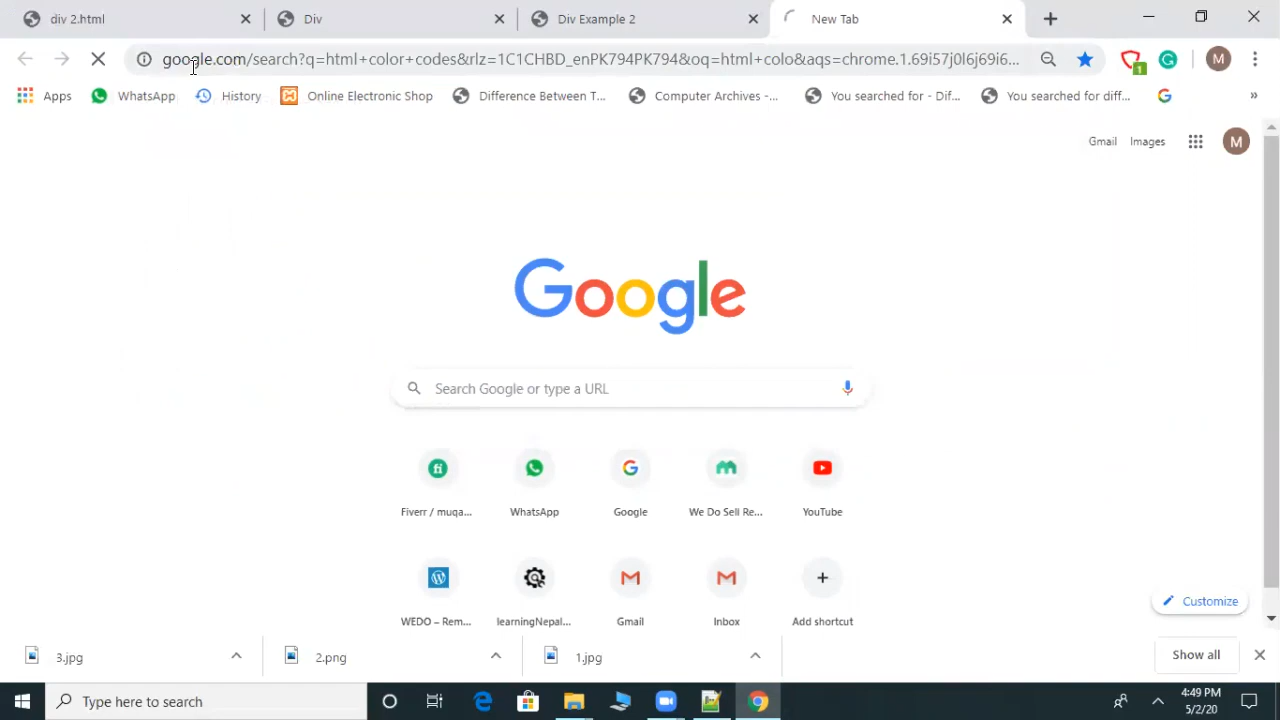 div 2.html
Div
Div Example 2
New Tab
google.com/search?q=html+color+codes&rlz=1C1CHBD_enPK794PK794&oq=html+colo&aqs=chrome.1.69i57j0l6j69i6...
1
M
Apps
WhatsApp
History
Online Electronic Shop
Difference Between T...
Computer Archives -...
You searched for - Dif...
You searched for diff...
»
Gmail
Images
M
Google
Search Google or type a URL
fi
Fiverr / muqa...
WhatsApp
Google
We Do Sell Re...
YouTube
WEDO – Rem...
learningNepal...
Gmail
Inbox
Add shortcut
Customize
3.jpg
2.png
1.jpg
Show all
Type here to search
4:49 PM
5/2/20